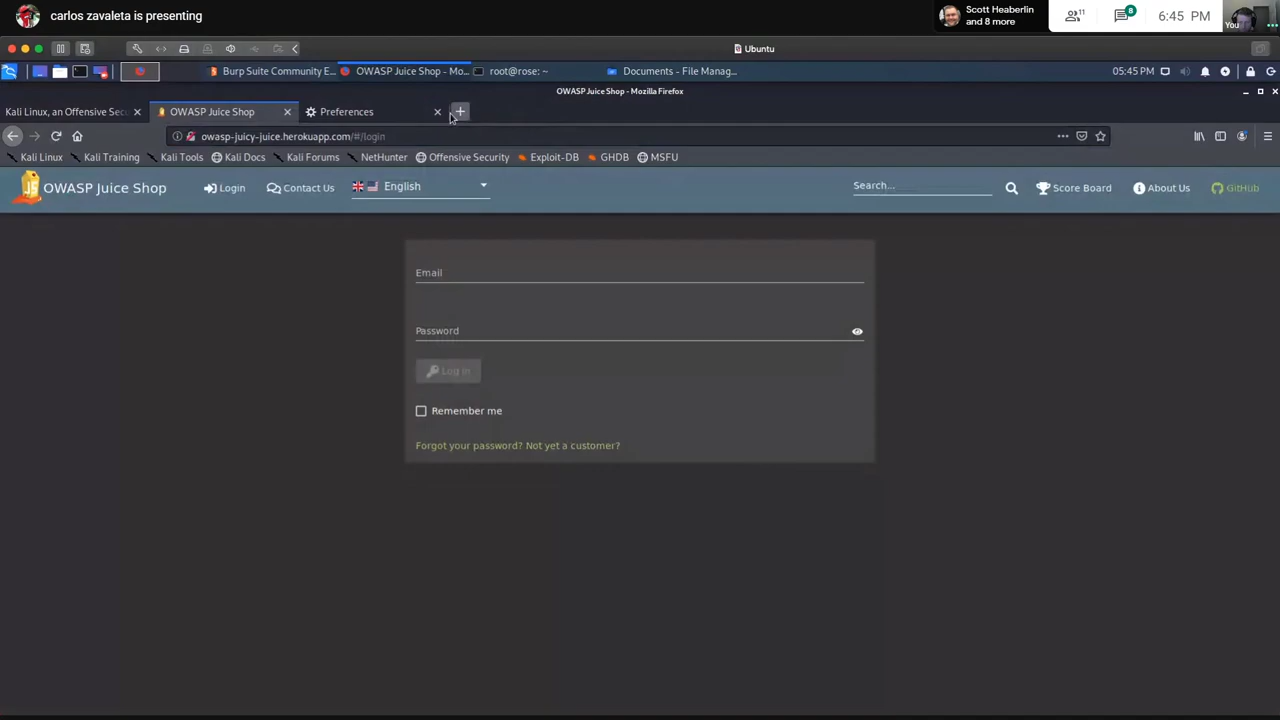 carlos zavaleta is presenting
Scott Heaberlin
and 8 more
11
8
6:45 PM
You
Ubuntu
Burp Suite Community E...
OWASP Juice Shop - Mo...
root@rose: ~
Documents - File Manag...
05:45 PM
OWASP Juice Shop - Mozilla Firefox
Kali Linux, an Offensive Sec
OWASP Juice Shop
Preferences
owasp-juicy-juice.herokuapp.com/#/login
Kali Linux
Kali Training
Kali Tools
Kali Docs
Kali Forums
NetHunter
Offensive Security
Exploit-DB
GHDB
MSFU
JS
OWASP Juice Shop
Login
Contact Us
English
Search...
Score Board
About Us
GitHub
Email
Password
Log in
Remember me
Forgot your password? Not yet a customer?